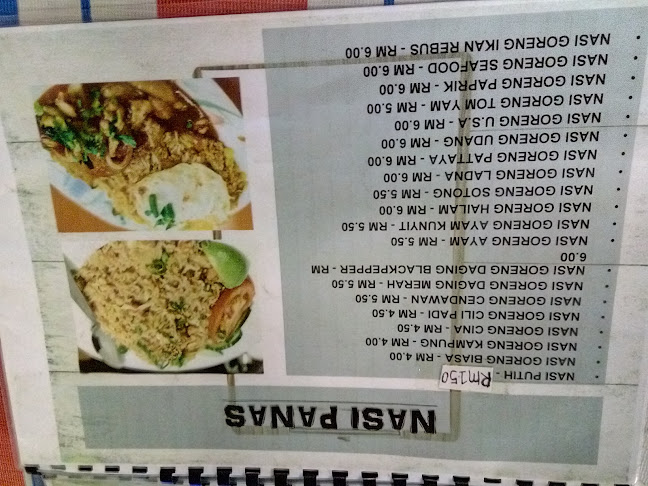 NASI PANAS
NASI PUTIH - Rm150
NASI GORENG BIASA - RM 4.00
NASI GORENG KAMPUNG - RM 4.00
NASI GORENG CINA - RM 4.50
NASI GORENG CILI PADI - RM 4.50
NASI GORENG CENDAWAN - RM 5.50
NASI GORENG DAGING MERAH - RM 5.50
NASI GORENG DAGING BLACKPEPPER - RM
6.00
NASI GORENG AYAM - RM 5.50
NASI GORENG AYAM KUNYIT - RM 5.50
NASI GORENG HAILAM - RM 6.00
NASI GORENG SOTONG - RM 5.50
NASI GORENG LADNA - RM 6.00
NASI GORENG PATTAYA - RM 6.00
NASI GORENG UDANG - RM 6.00
NASI GORENG U.S.A - RM 6.00
NASI GORENG TOM YAM - RM 5.00
NASI GORENG PAPRIK - RM 6.00
NASI GORENG SEAFOOD - RM 6.00
NASI GORENG IKAN REBUS - RM 6.00